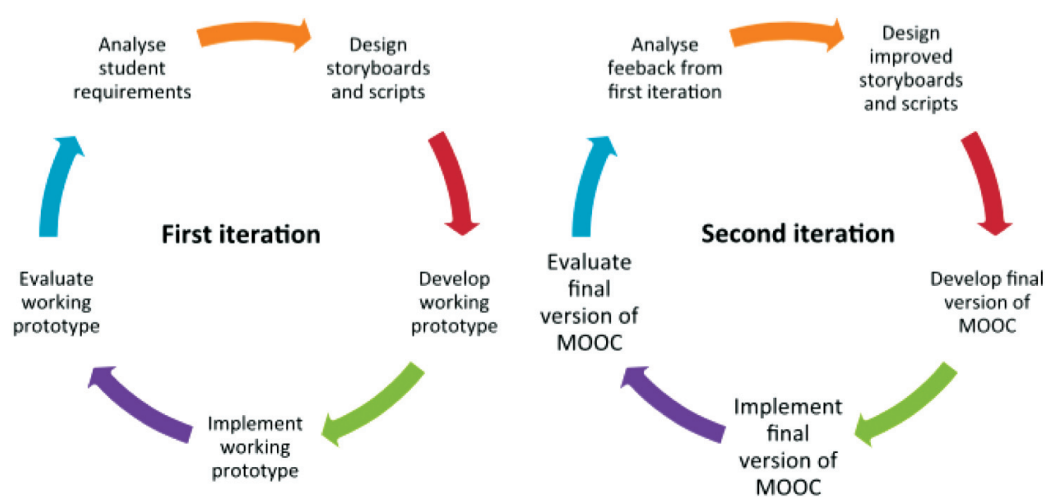 Analyse
student
requirements
Design
storyboards
and scripts
First iteration
Evaluate
working
prototype
Develop
working
prototype
Implement
working
prototype
Analyse
feeback from
first iteration
Design
improved
storyboards
and scripts
Second iteration
Evaluate
final
version of
MOOC
Develop final
version of
MOOC
Implement
final
version of
MOOC